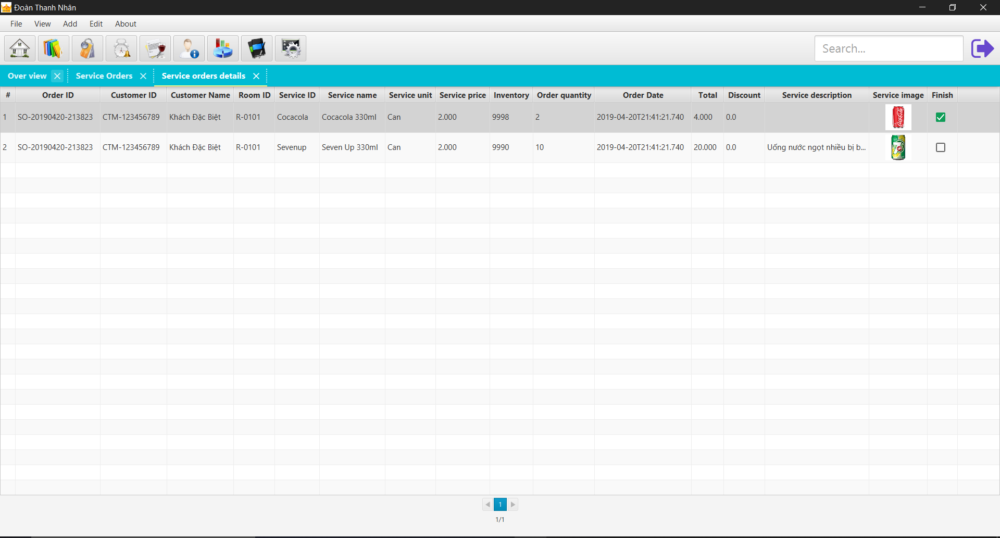 Đoàn Thanh Nhân
File View Add Edit About
Search...
Over view Service Orders Service orders details
# Order ID Customer ID Customer Name Room ID Service ID Service name Service unit Service price Inventory Order quantity Order Date Total Discount Service description Service image Finish
1 SO-20190420-213823 CTM-123456789 Khách Đặc Biệt R-0101 Cocacola Cocacola 330ml Can 2.000 9998 2 2019-04-20T21:41:21.740 4.000 0.0 Coca-Cola
2 SO-20190420-213823 CTM-123456789 Khách Đặc Biệt R-0101 Sevenup Seven Up 330ml Can 2.000 9990 10 2019-04-20T21:41:21.740 20.000 0.0 Uống nước ngọt nhiều bị b... 7 UP
1
1/1